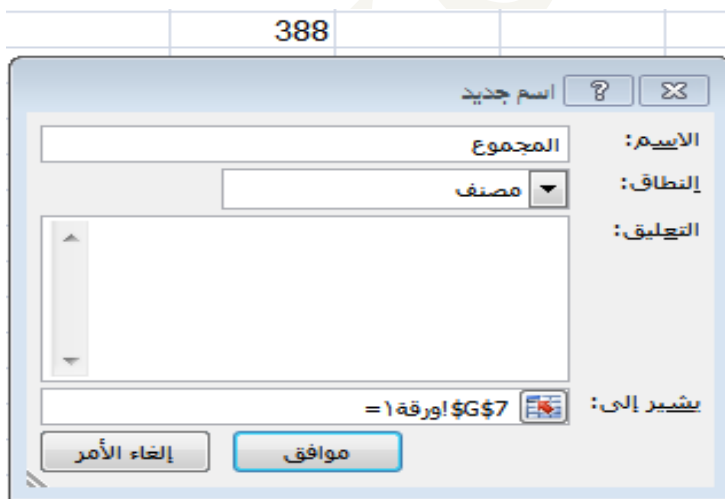 388
اسم جديد
الاسم: المجموع
النطاق: مصنف
التعليق:
يشير إلى: =ورقة١!$G$7
موافق إلغاء الأمر